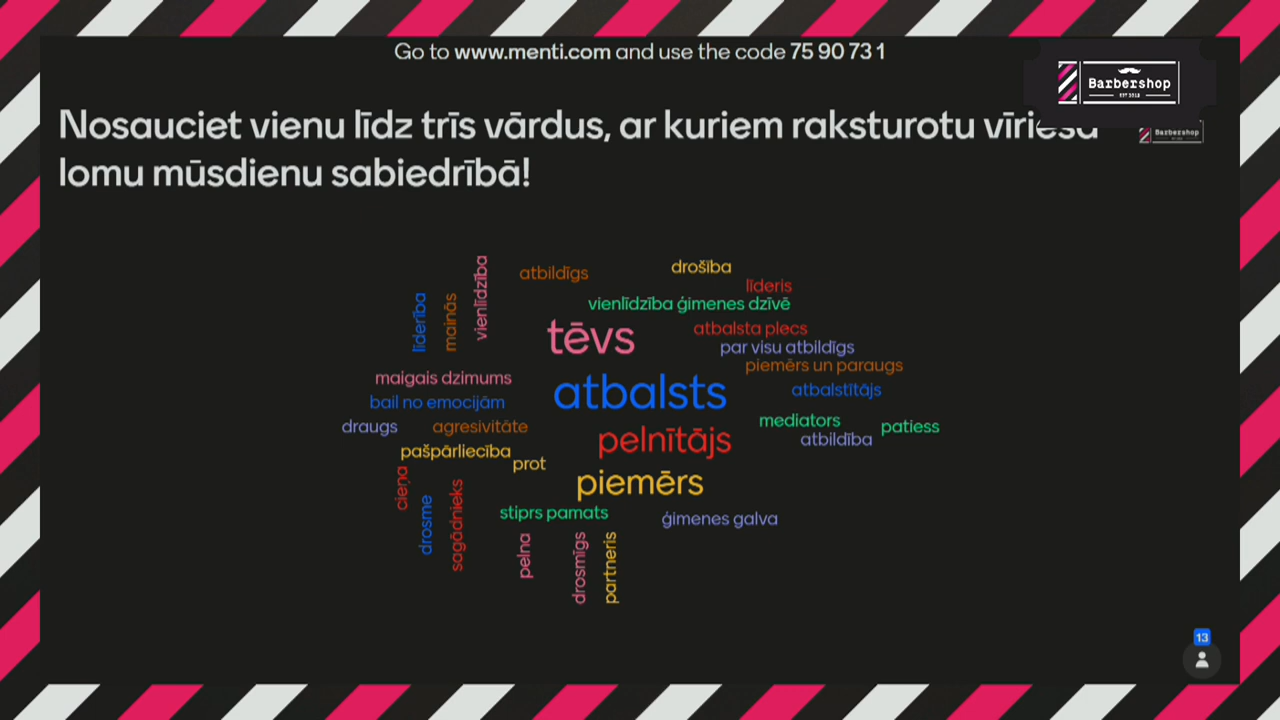 Go to www.menti.com and use the code 75 90 73 1
Barbershop
EST 2018
Nosauciet vienu līdz trīs vārdus, ar kuriem raksturotu vīrieša
Barbershop
lomu mūsdienu sabiedrībā!
vienlīdzība
atbildīgs
drošība
līderis
līderība
mainās
vienlīdzība ģimenes dzīvē
tēvs
atbalsta plecs
par visu atbildīgs
piemērs un paraugs
maigais dzimums
atbalsts
atbalstītājs
bail no emocijām
draugs
agresivitāte
mediators
patiess
pelnītājs
atbildība
pašpārliecība
prot
cieņa
piemērs
drosme
sagādnieks
stiprs pamats
ģimenes galva
pelna
drosmīgs
partneris
13